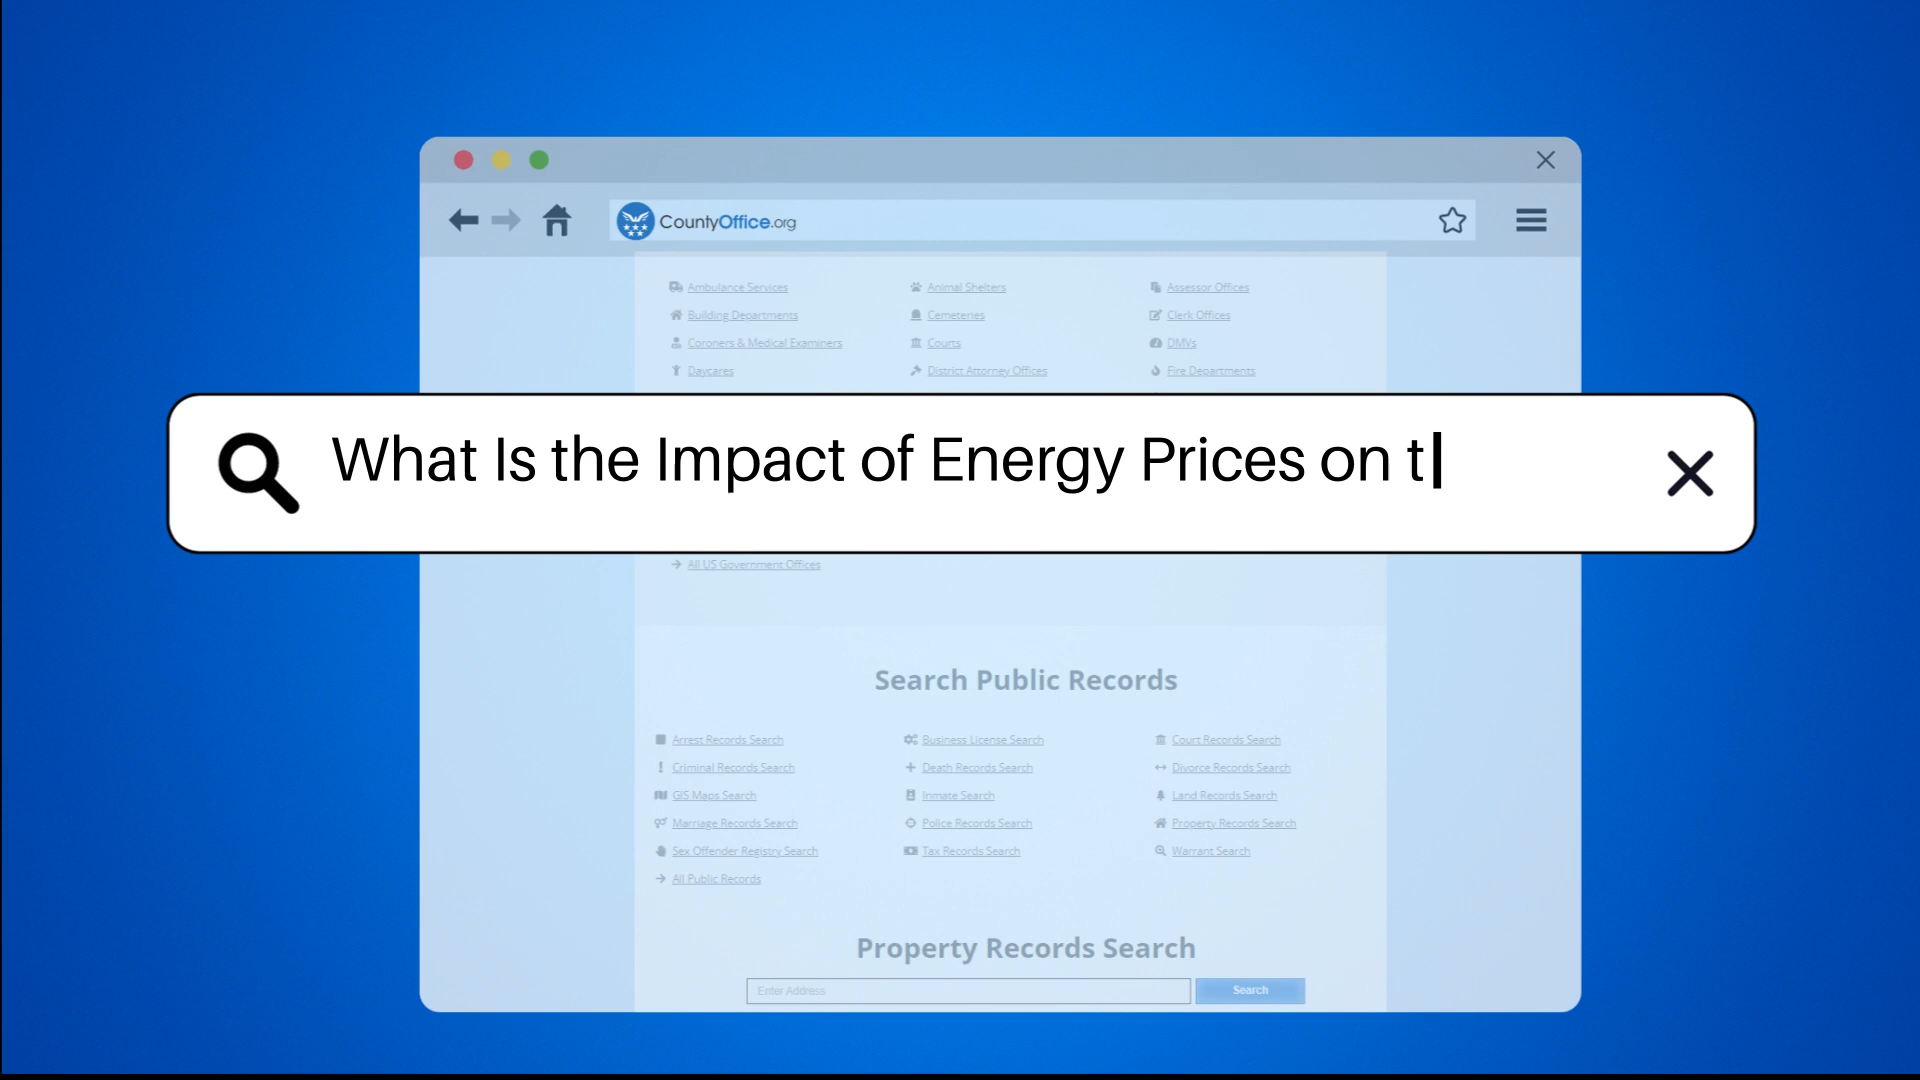 CountyOffice.org
Ambulance Services Animal Shelters Assessor Offices
Building Departments Cemeteries Clerk Offices
Coroners & Medical Examiners Courts DMVs
Daycares District Attorney Offices Fire Departments
What Is the Impact of Energy Prices on t
All US Government Offices
Search Public Records
Arrest Records Search Business License Search Court Records Search
Criminal Records Search Death Records Search Divorce Records Search
GIS Maps Search Inmate Search Land Records Search
Marriage Records Search Police Records Search Property Records Search
Sex Offender Registry Search Tax Records Search Warrant Search
All Public Records
Property Records Search
Enter Address Search